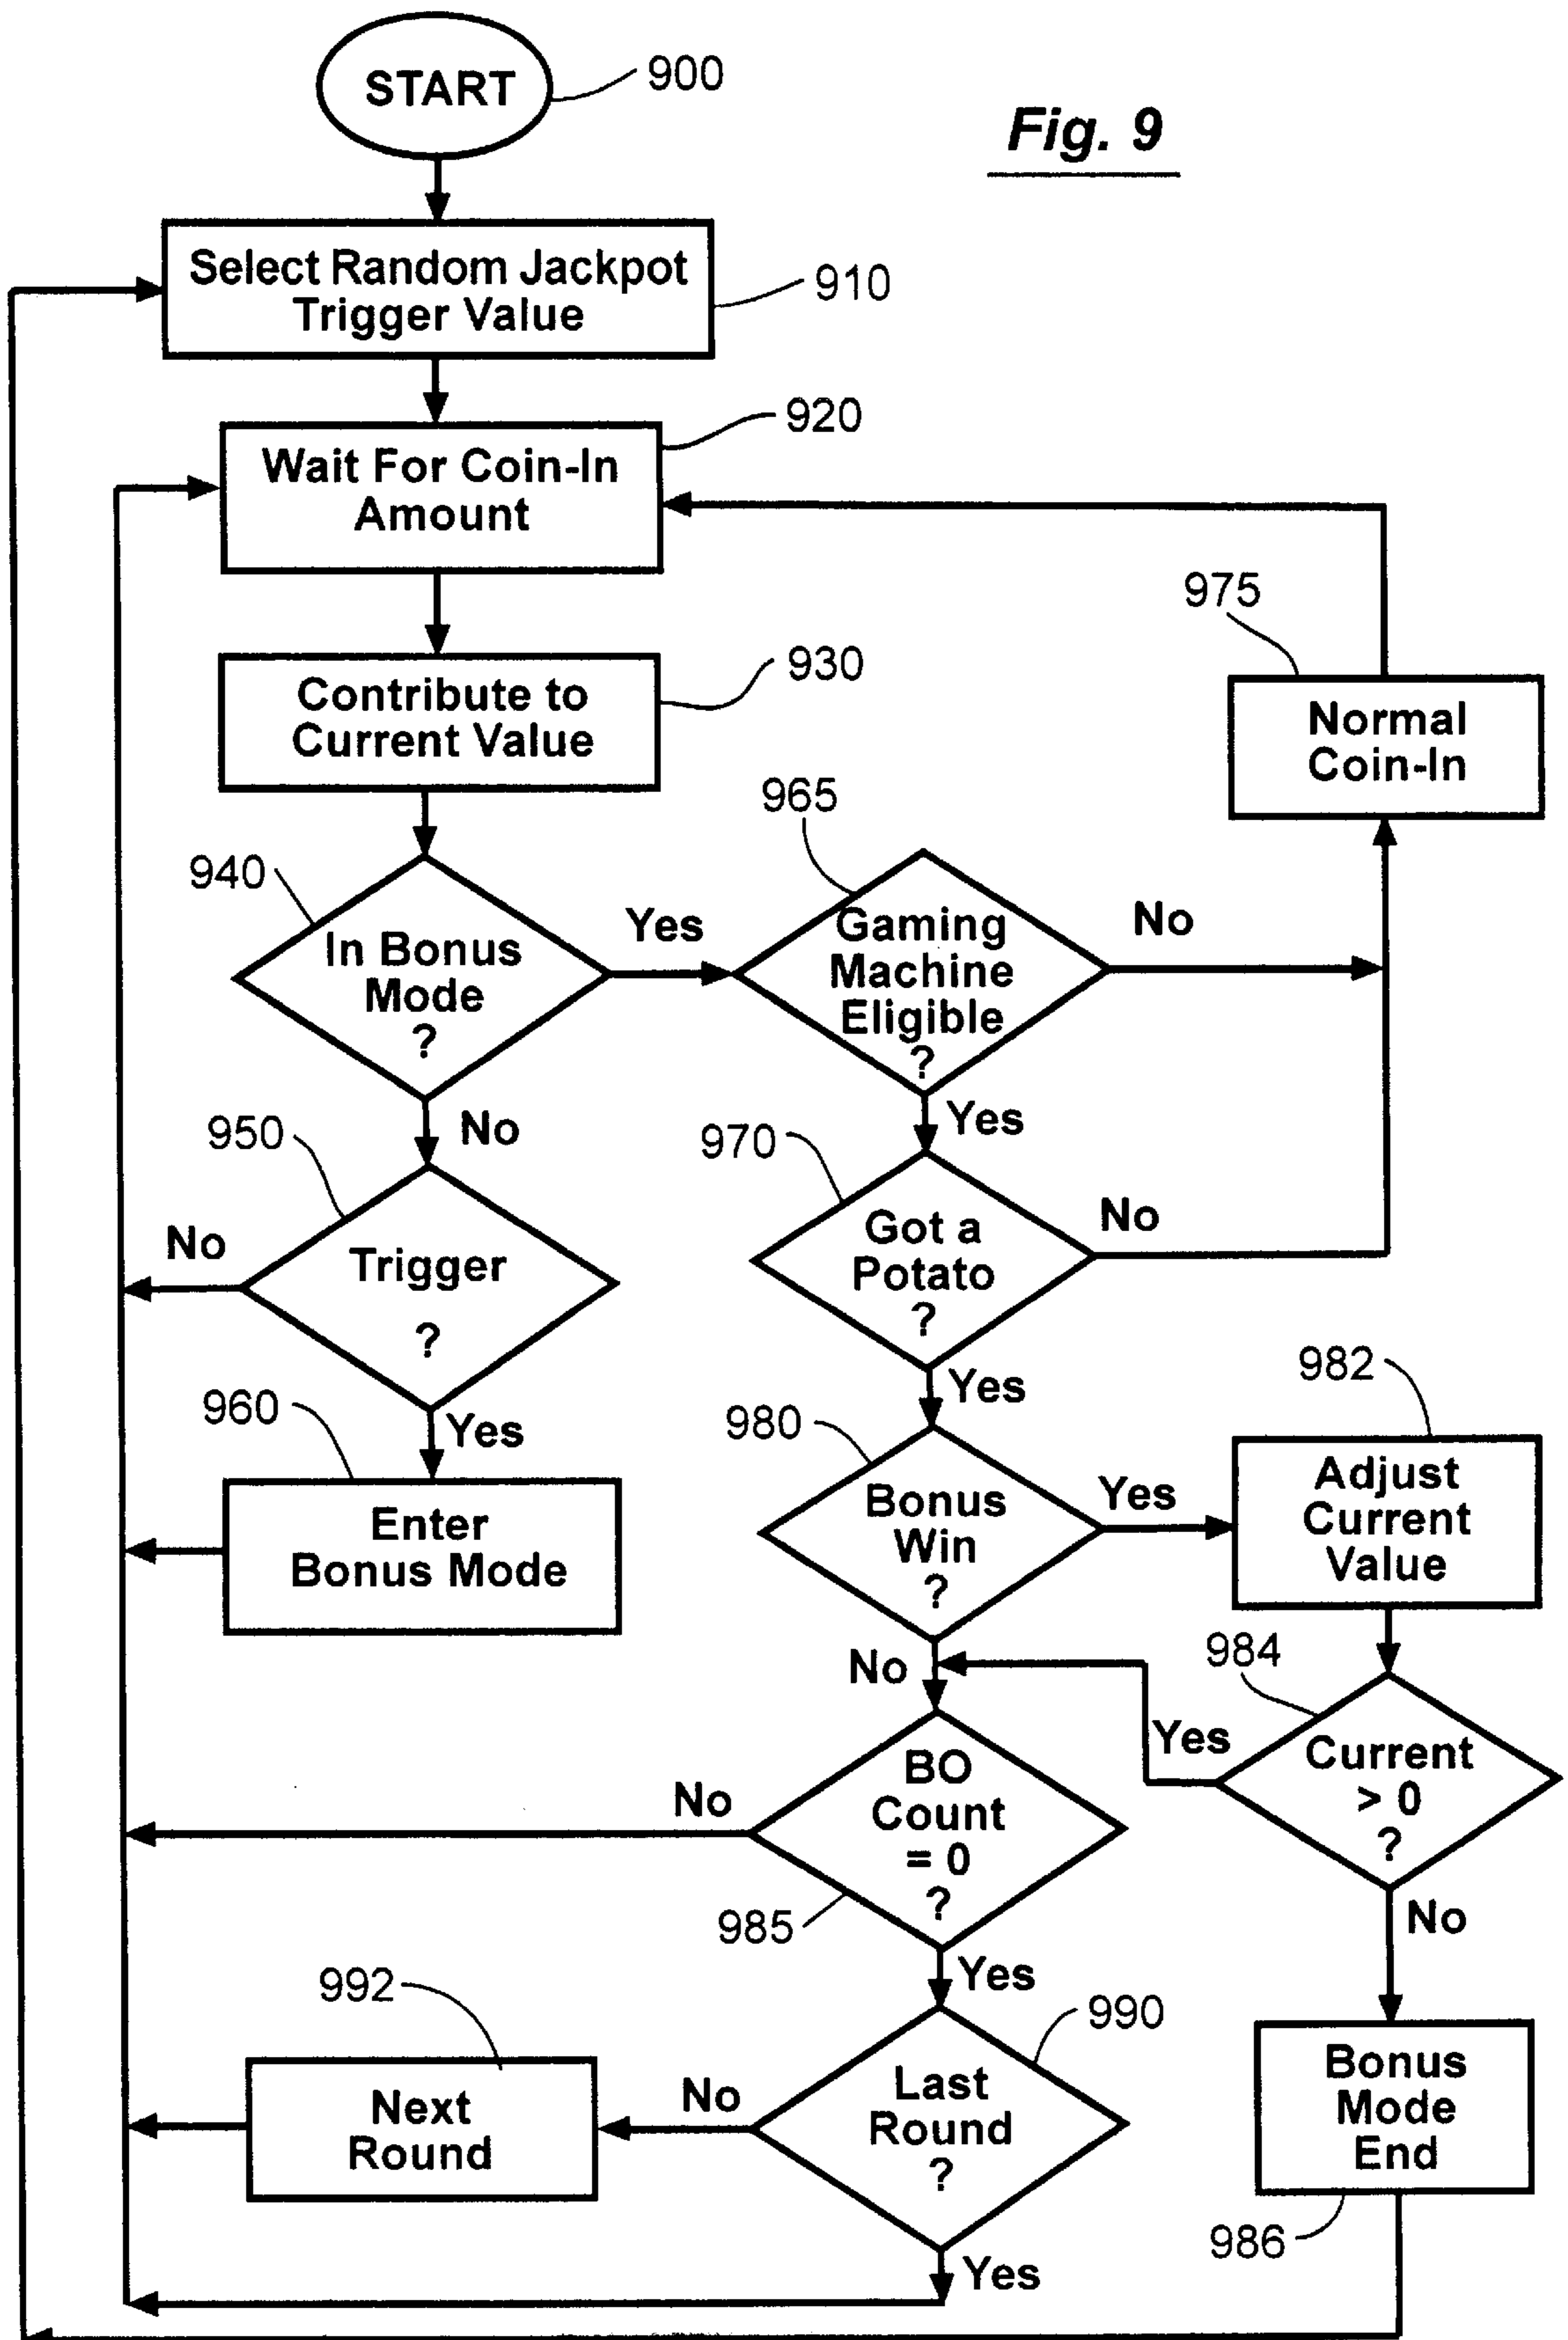 START
900
Fig. 9
Select Random Jackpot
Trigger Value
910
920
Wait For Coin-In
Amount
975
930
Contribute to
Current Value
Normal
Coin-In
965
940
In Bonus
Mode
?
Yes
Gaming
Machine
Eligible
?
No
No
Yes
950
970
No
Trigger
?
Got a
Potato
?
No
Yes
960
Yes
980
982
Enter
Bonus Mode
Bonus
Win
?
Yes
Adjust
Current
Value
No
984
Yes
Current
> 0
?
No
BO
Count
= 0
?
985
No
Yes
992
990
Next
Round
No
Last
Round
?
Bonus
Mode
End
986
Yes